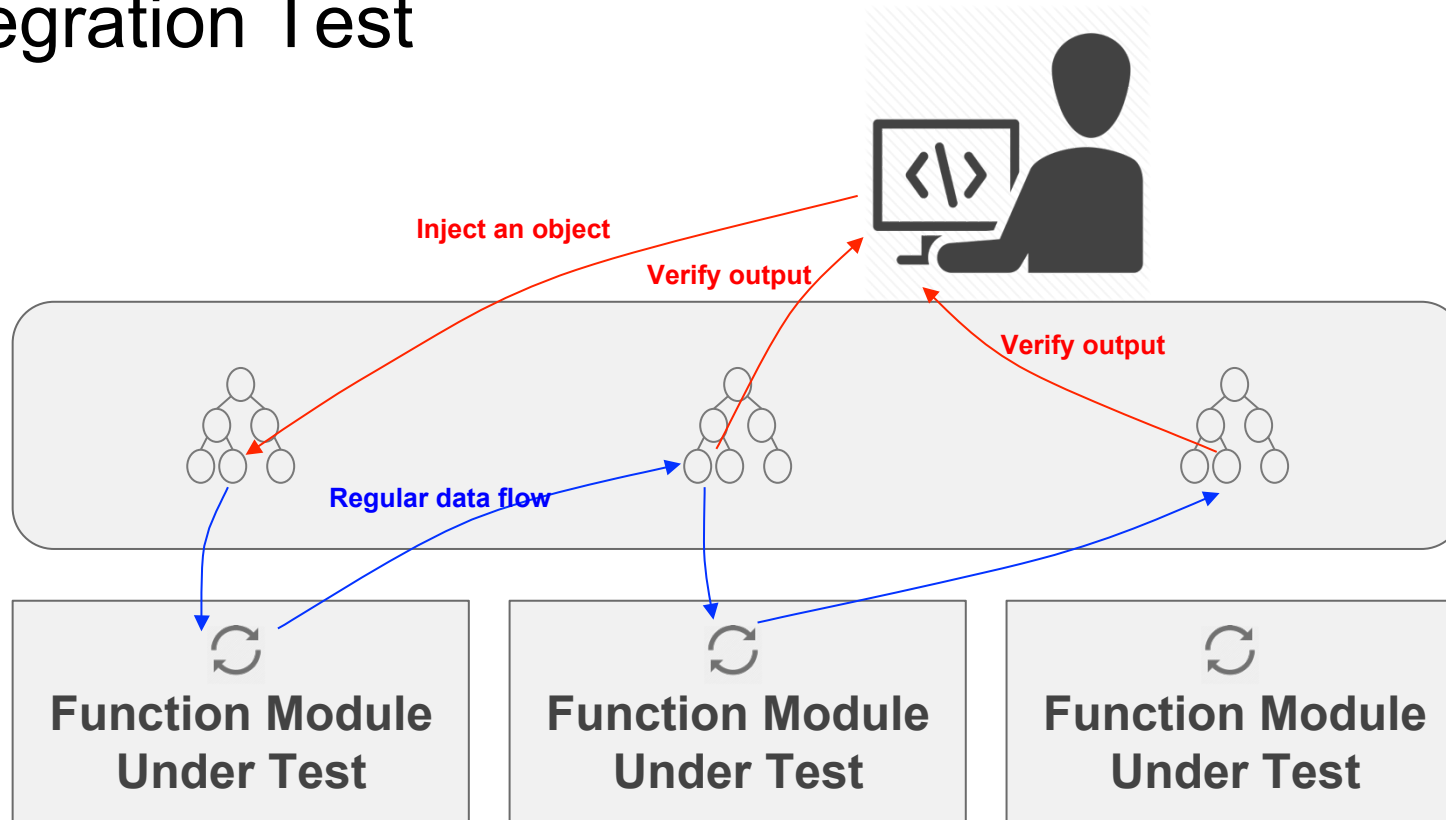 egration Test
Inject an object
Verify output
Verify output
Regular data flow
Function Module
Under Test
Function Module
Under Test
Function Module
Under Test